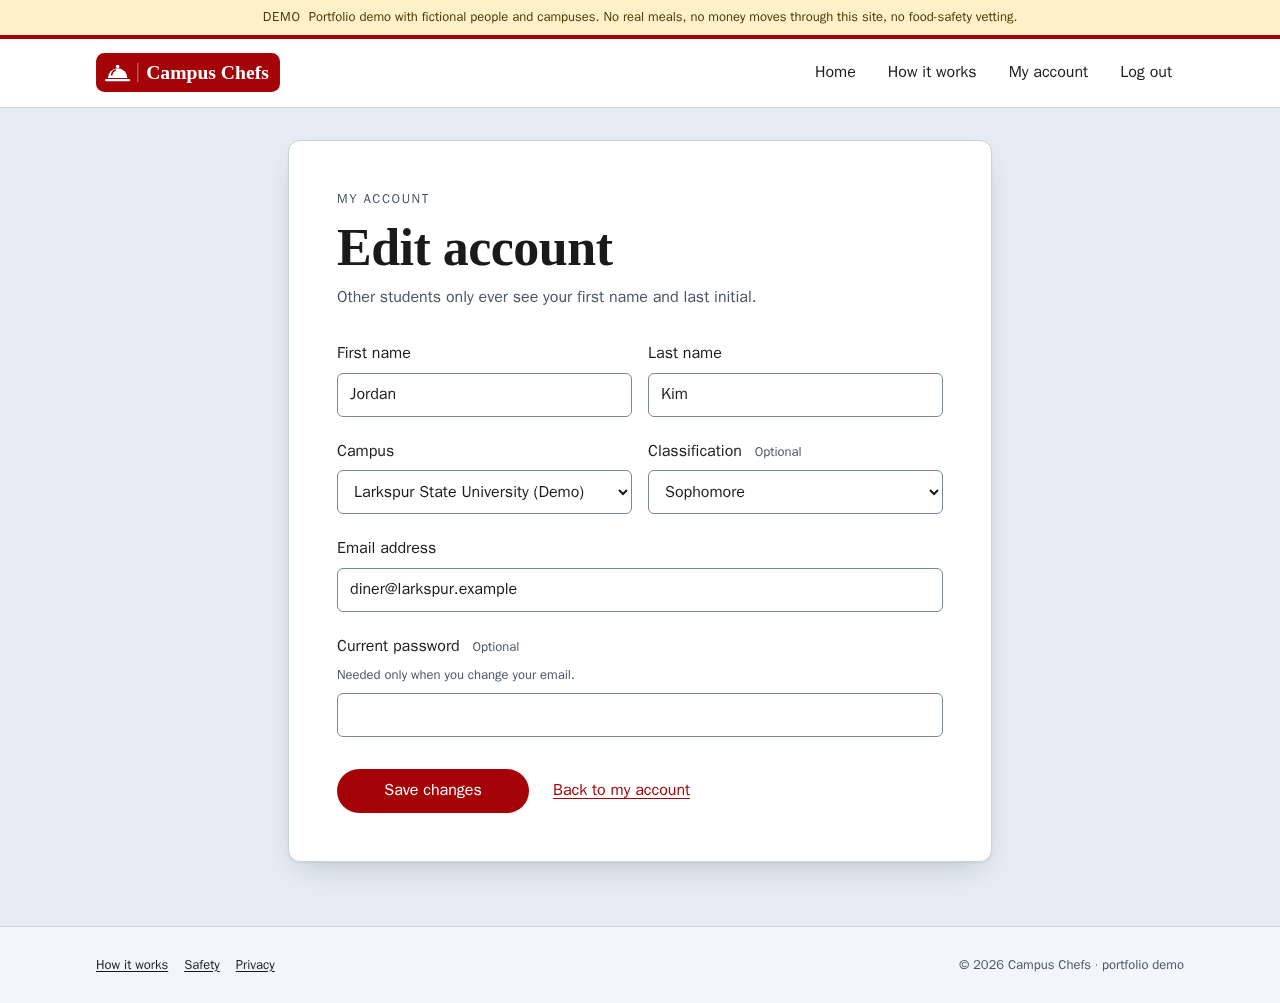 DEMO Portfolio demo with fictional people and campuses. No real meals, no money moves through this site, no food-safety vetting.
Campus Chefs
Home How it works My account Log out
MY ACCOUNT
Edit account
Other students only ever see your first name and last initial.
First name Last name
Jordan Kim
Campus Classification Optional
Larkspur State University (Demo) Sophomore
Email address
diner@larkspur.example
Current password Optional
Needed only when you change your email.
Save changes Back to my account
How it works Safety Privacy © 2026 Campus Chefs · portfolio demo